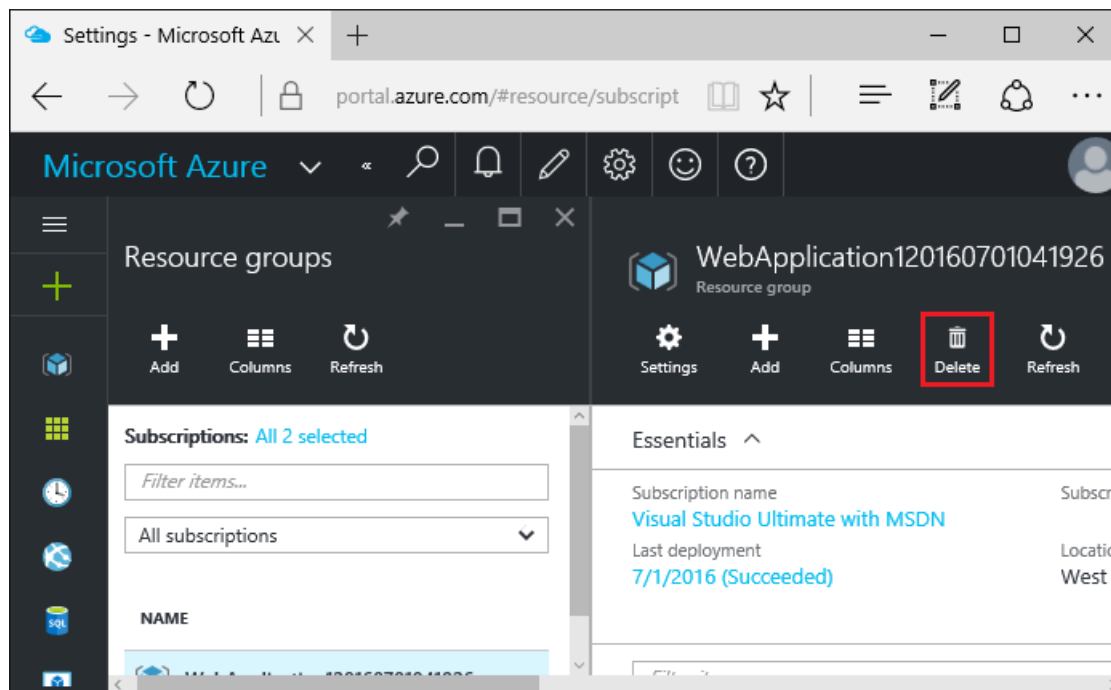 Settings - Microsoft Azu
portal.azure.com/#resource/subscript
Microsoft Azure
Resource groups
Add
Columns
Refresh
Subscriptions: All 2 selected
Filter items...
All subscriptions
NAME
WebApplication120160701041926
WebApplication120160701041926
Resource group
Settings
Add
Columns
Delete
Refresh
Essentials
Subscription name
Subscr
Visual Studio Ultimate with MSDN
Last deployment
Locatio
7/1/2016 (Succeeded)
West
SQL